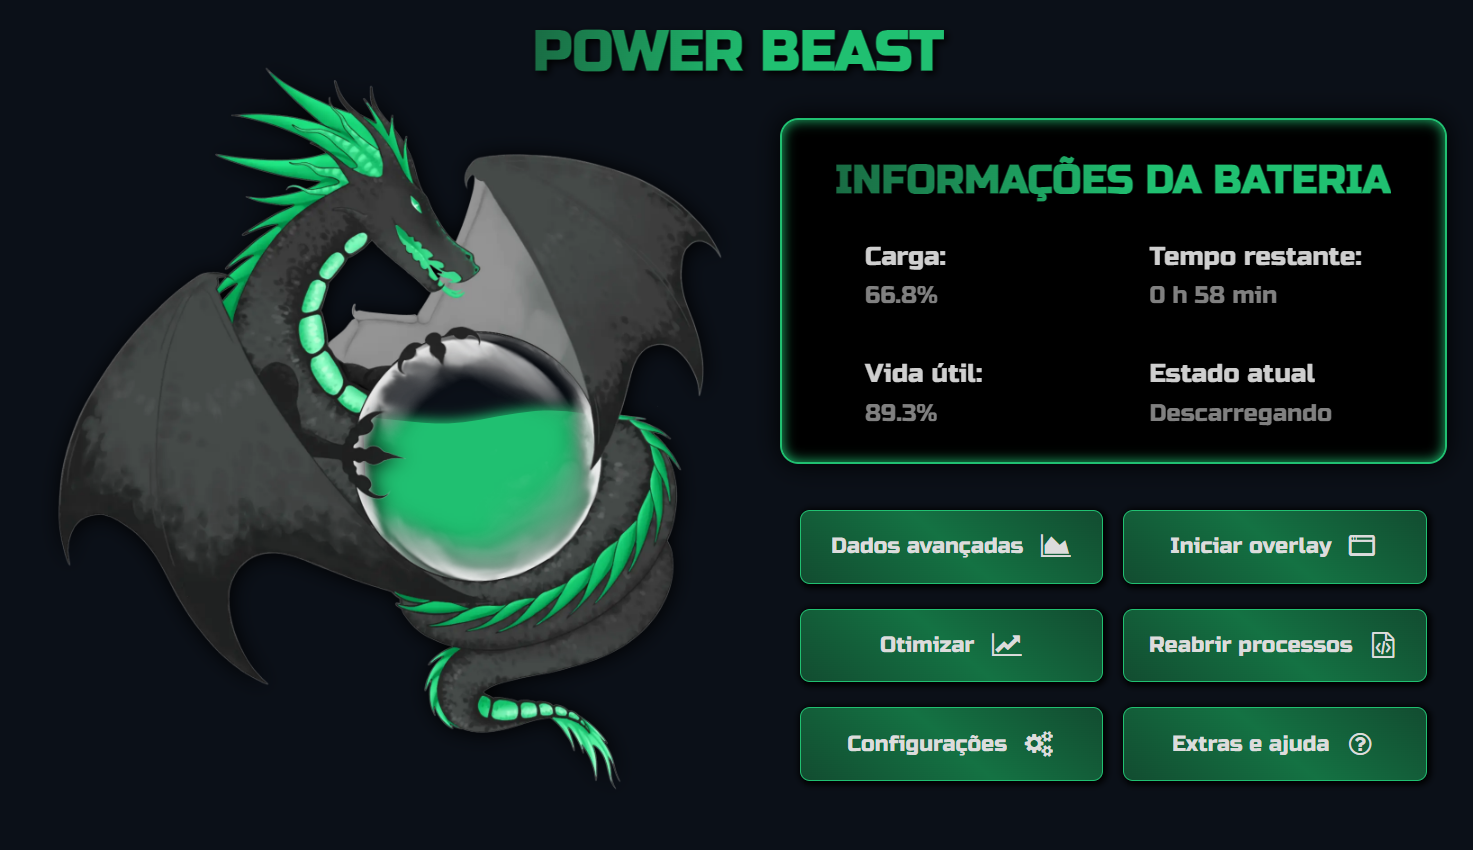 POWER BEAST
INFORMAÇÕES DA BATERIA
Carga:
66.8%
Tempo restante:
0 h 58 min
Vida útil:
89.3%
Estado atual
Descarregando
Dados avançadas
Iniciar overlay
Otimizar
Reabrir processos
Configurações
Extras e ajuda